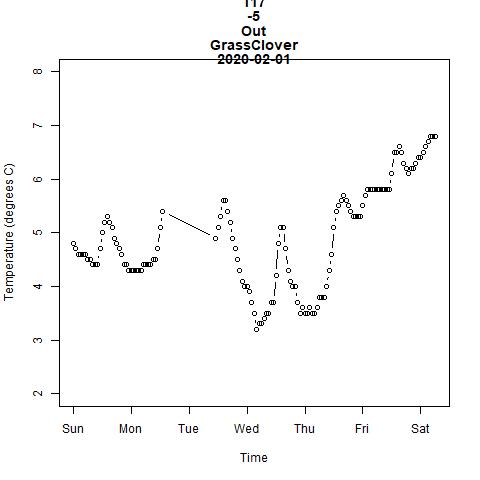 117
-5
Out
GrassClover
2020-02-01
Temperature (degrees C)
8
7
6
5
4
3
2
Sun Mon Tue Wed Thu Fri Sat
Time